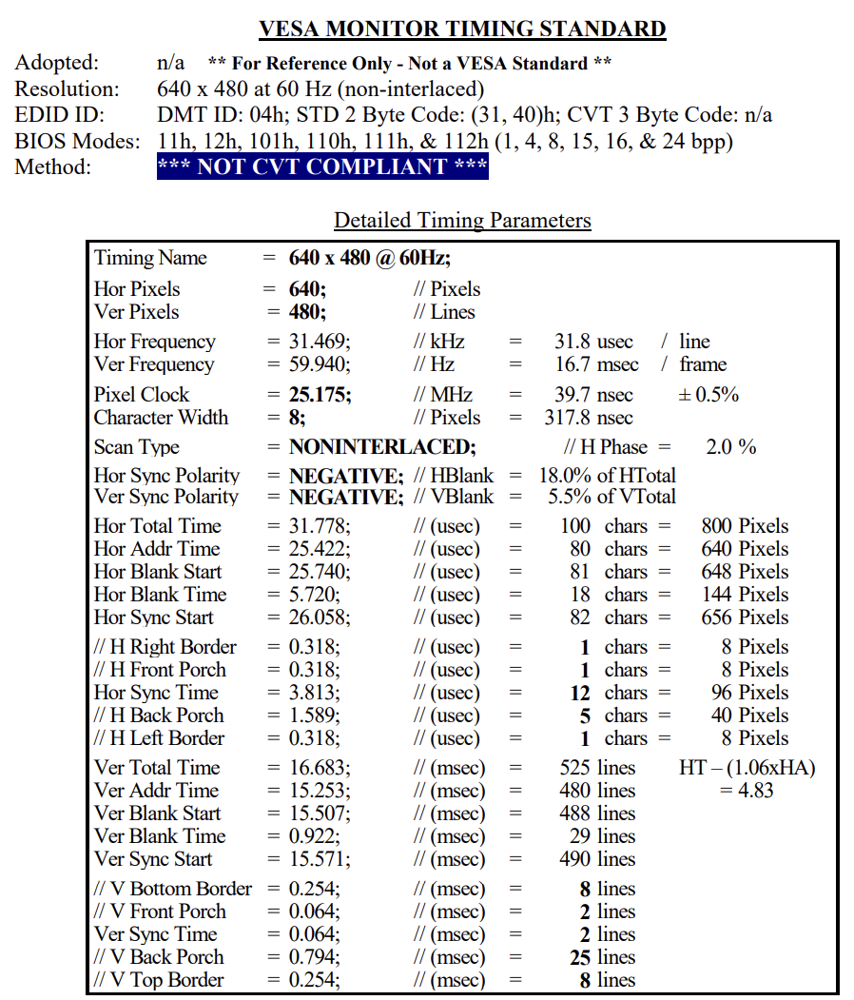 VESA MONITOR TIMING STANDARD
Adopted: n/a ** For Reference Only - Not a VESA Standard **
Resolution: 640 x 480 at 60 Hz (non-interlaced)
EDID ID: DMT ID: 04h; STD 2 Byte Code: (31, 40)h; CVT 3 Byte Code: n/a
BIOS Modes: 11h, 12h, 101h, 110h, 111h, & 112h (1, 4, 8, 15, 16, & 24 bpp)
Method: *** NOT CVT COMPLIANT ***
Detailed Timing Parameters
Timing Name = 640 x 480 @ 60Hz;
Hor Pixels = 640; // Pixels
Ver Pixels = 480; // Lines
Hor Frequency = 31.469; // kHz = 31.8 usec / line
Ver Frequency = 59.940; // Hz = 16.7 msec / frame
Pixel Clock = 25.175; // MHz = 39.7 nsec ± 0.5%
Character Width = 8; // Pixels = 317.8 nsec
Scan Type = NONINTERLACED; // H Phase = 2.0 %
Hor Sync Polarity = NEGATIVE; // HBlank = 18.0% of HTotal
Ver Sync Polarity = NEGATIVE; // VBlank = 5.5% of VTotal
Hor Total Time = 31.778; // (usec) = 100 chars = 800 Pixels
Hor Addr Time = 25.422; // (usec) = 80 chars = 640 Pixels
Hor Blank Start = 25.740; // (usec) = 81 chars = 648 Pixels
Hor Blank Time = 5.720; // (usec) = 18 chars = 144 Pixels
Hor Sync Start = 26.058; // (usec) = 82 chars = 656 Pixels
// H Right Border = 0.318; // (usec) = 1 chars = 8 Pixels
// H Front Porch = 0.318; // (usec) = 1 chars = 8 Pixels
Hor Sync Time = 3.813; // (usec) = 12 chars = 96 Pixels
// H Back Porch = 1.589; // (usec) = 5 chars = 40 Pixels
// H Left Border = 0.318; // (usec) = 1 chars = 8 Pixels
Ver Total Time = 16.683; // (msec) = 525 lines HT – (1.06xHA)
Ver Addr Time = 15.253; // (msec) = 480 lines = 4.83
Ver Blank Start = 15.507; // (msec) = 488 lines
Ver Blank Time = 0.922; // (msec) = 29 lines
Ver Sync Start = 15.571; // (msec) = 490 lines
// V Bottom Border = 0.254; // (msec) = 8 lines
// V Front Porch = 0.064; // (msec) = 2 lines
Ver Sync Time = 0.064; // (msec) = 2 lines
// V Back Porch = 0.794; // (msec) = 25 lines
// V Top Border = 0.254; // (msec) = 8 lines